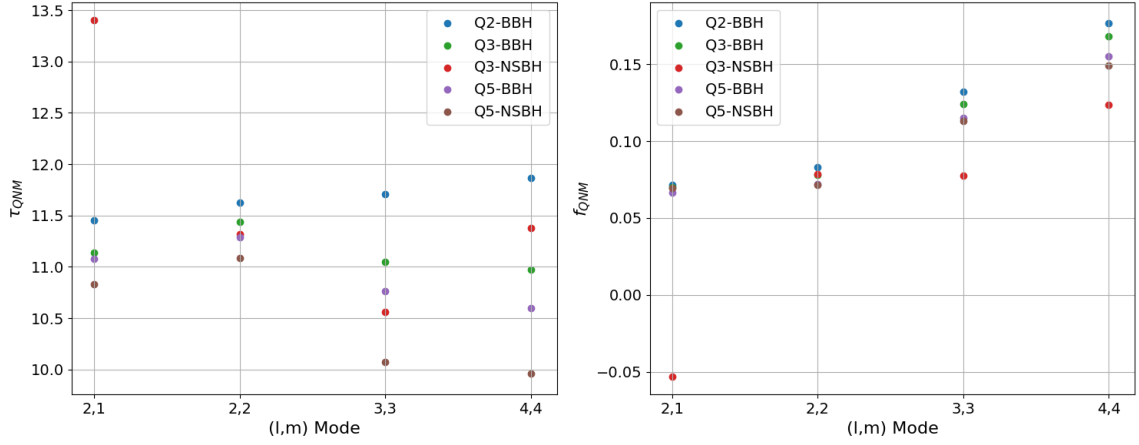 13.5
13.0
12.5
12.0
11.5
11.0
10.5
10.0
τQNM
2,1 2,2 3,3 4,4
(l,m) Mode
Q2-BBH
Q3-BBH
Q3-NSBH
Q5-BBH
Q5-NSBH
0.15
0.10
0.05
0.00
−0.05
fQNM
2,1 2,2 3,3 4,4
(l,m) Mode
Q2-BBH
Q3-BBH
Q3-NSBH
Q5-BBH
Q5-NSBH